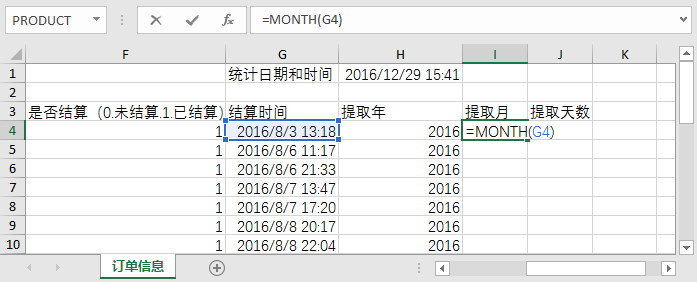 PRODUCT =MONTH(G4)
F G H I J K
1 统计日期和时间 2016/12/29 15:41
2
3 是否结算（0.未结算.1.已结算） 结算时间 提取年 提取月 提取天数
4 1 2016/8/3 13:18 2016 =MONTH(G4)
5 1 2016/8/6 11:17 2016
6 1 2016/8/6 21:33 2016
7 1 2016/8/7 13:47 2016
8 1 2016/8/7 17:20 2016
9 1 2016/8/8 20:17 2016
10 1 2016/8/8 22:04 2016
订单信息